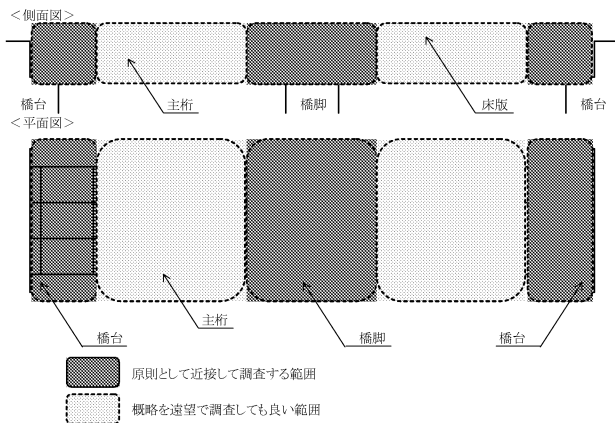 ＜側面図＞
橋台
主桁
橋脚
床版
橋台
＜平面図＞
橋台
主桁
橋脚
橋台
原則として近接して調査する範囲
概略を遠望で調査しても良い範囲